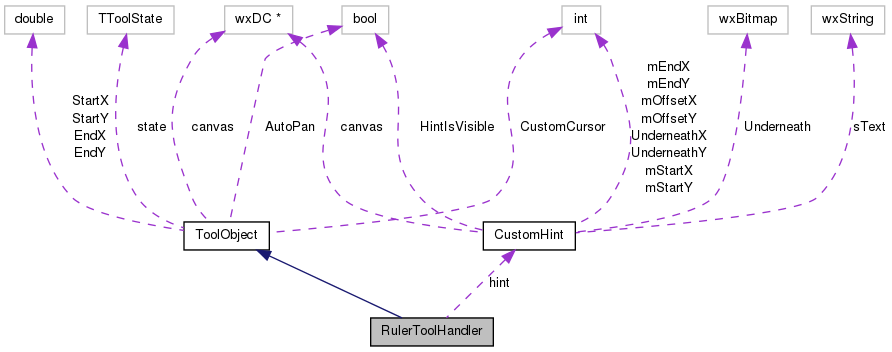 double
TToolState
wxDC *
bool
int
wxBitmap
wxString
StartX
StartY
EndX
EndY
state
canvas
AutoPan
canvas
HintIsVisible
CustomCursor
mEndX
mEndY
mOffsetX
mOffsetY
UnderneathX
UnderneathY
mStartX
mStartY
Underneath
sText
ToolObject
CustomHint
hint
RulerToolHandler